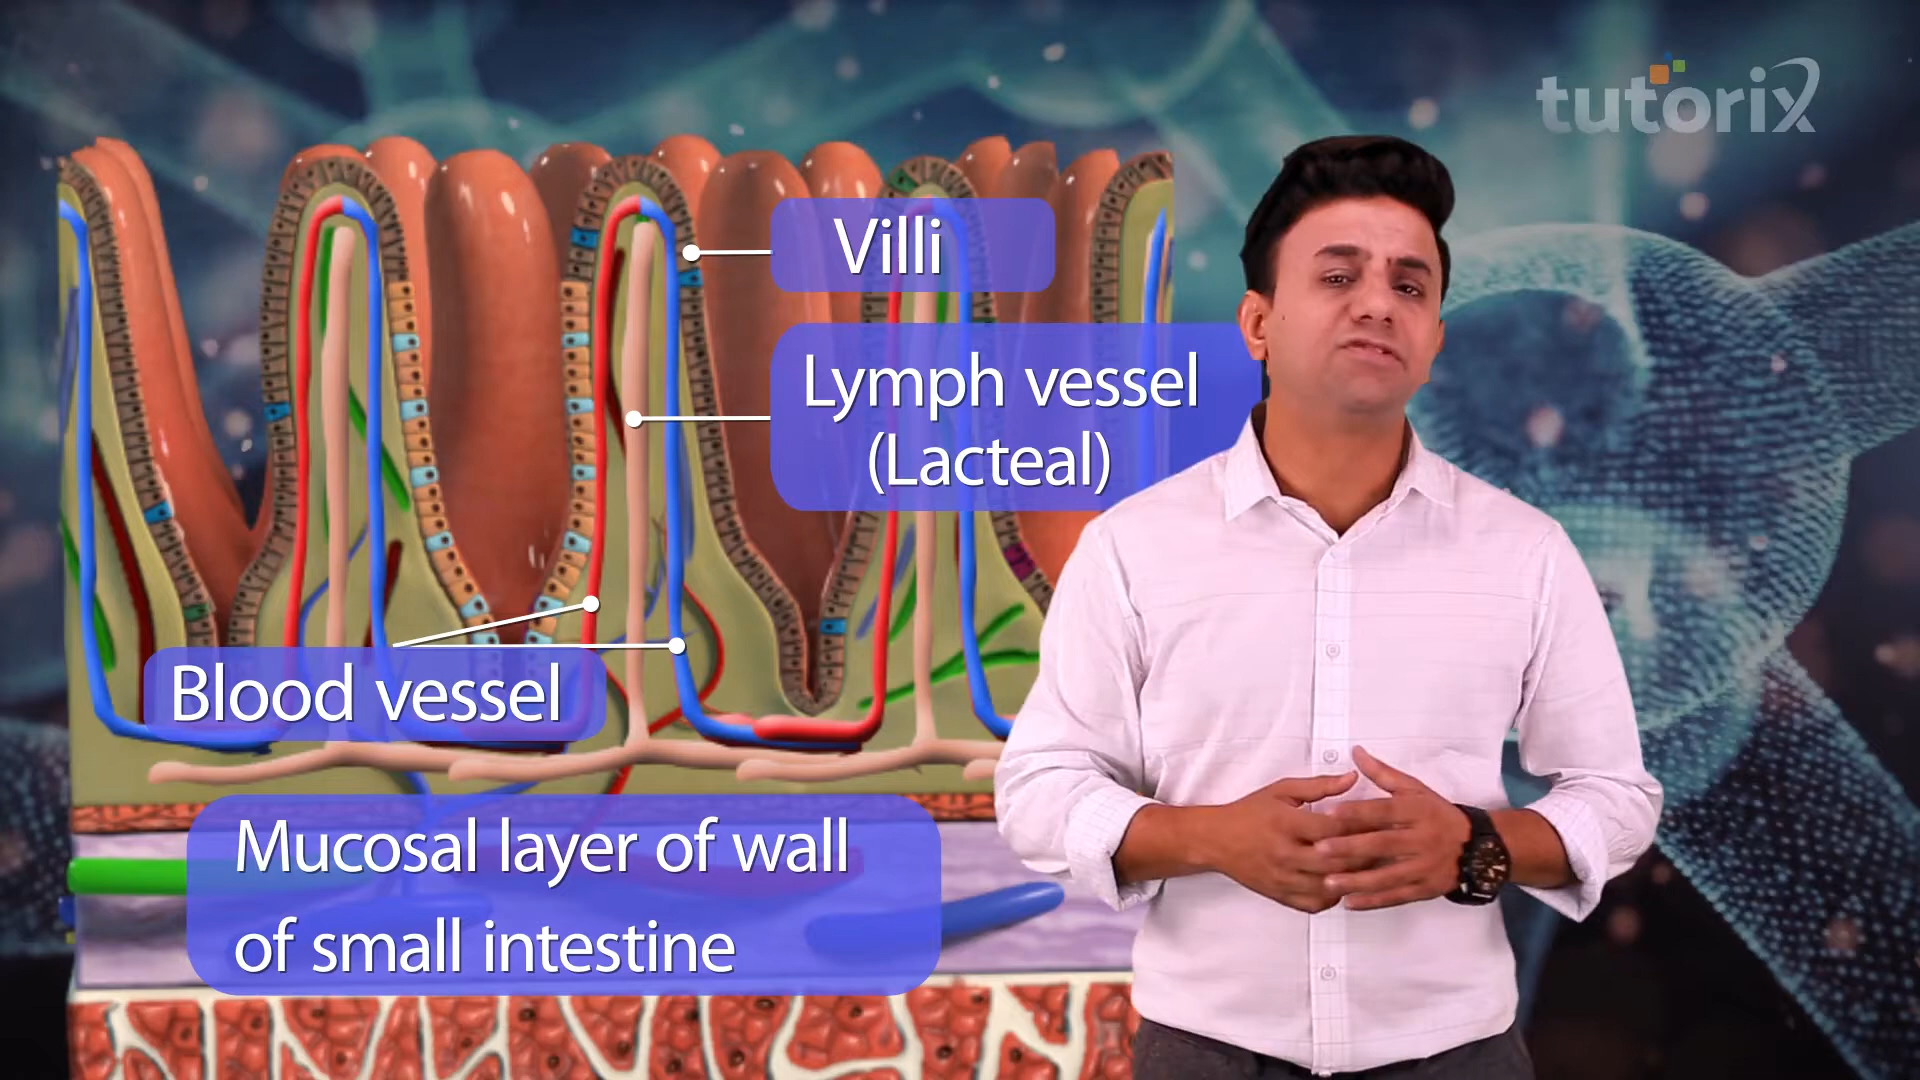 tutorix
Villi
Lymph vessel
(Lacteal)
Blood vessel
Mucosal layer of wall
of small intestine